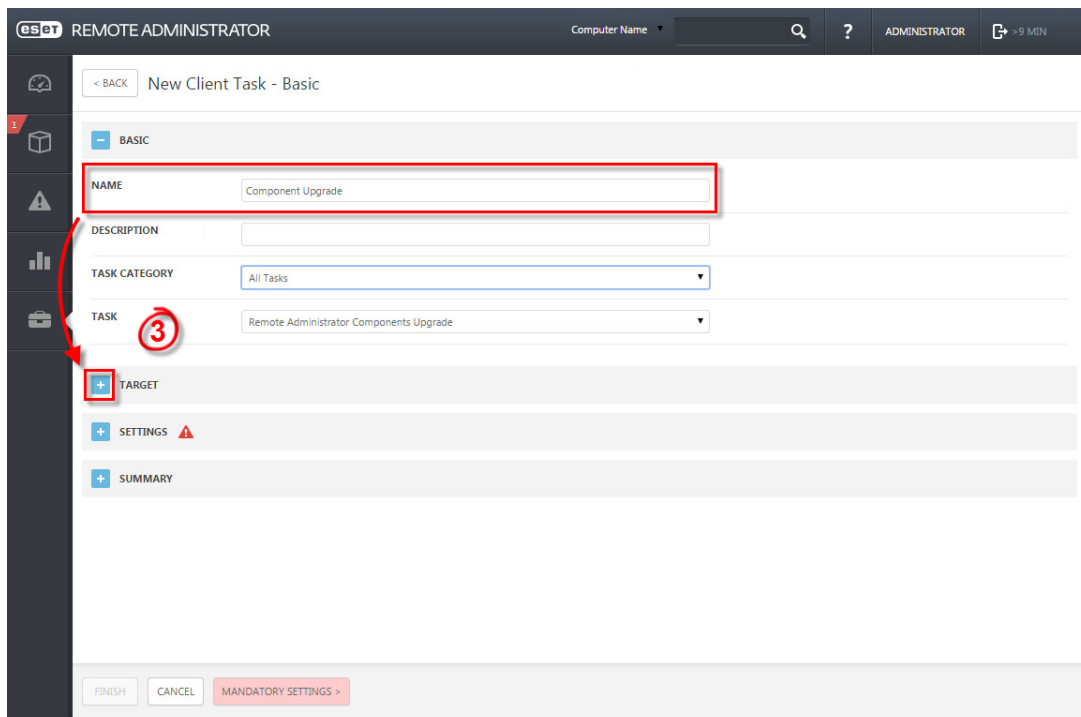 eset REMOTE ADMINISTRATOR Computer Name ? ADMINISTRATOR >9 MIN
< BACK New Client Task - Basic
1
BASIC
NAME Component Upgrade
DESCRIPTION
TASK CATEGORY All Tasks
TASK Remote Administrator Components Upgrade
3
TARGET
SETTINGS
SUMMARY
FINISH CANCEL MANDATORY SETTINGS >